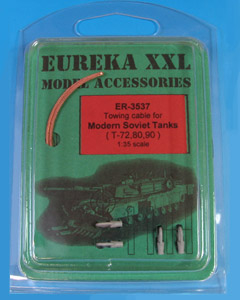 EUREKA XXL
MODEL ACCESSORIES
ER-3537
Towing cable for
Modern Soviet Tanks
( T-72,80,90 )
1:35 scale